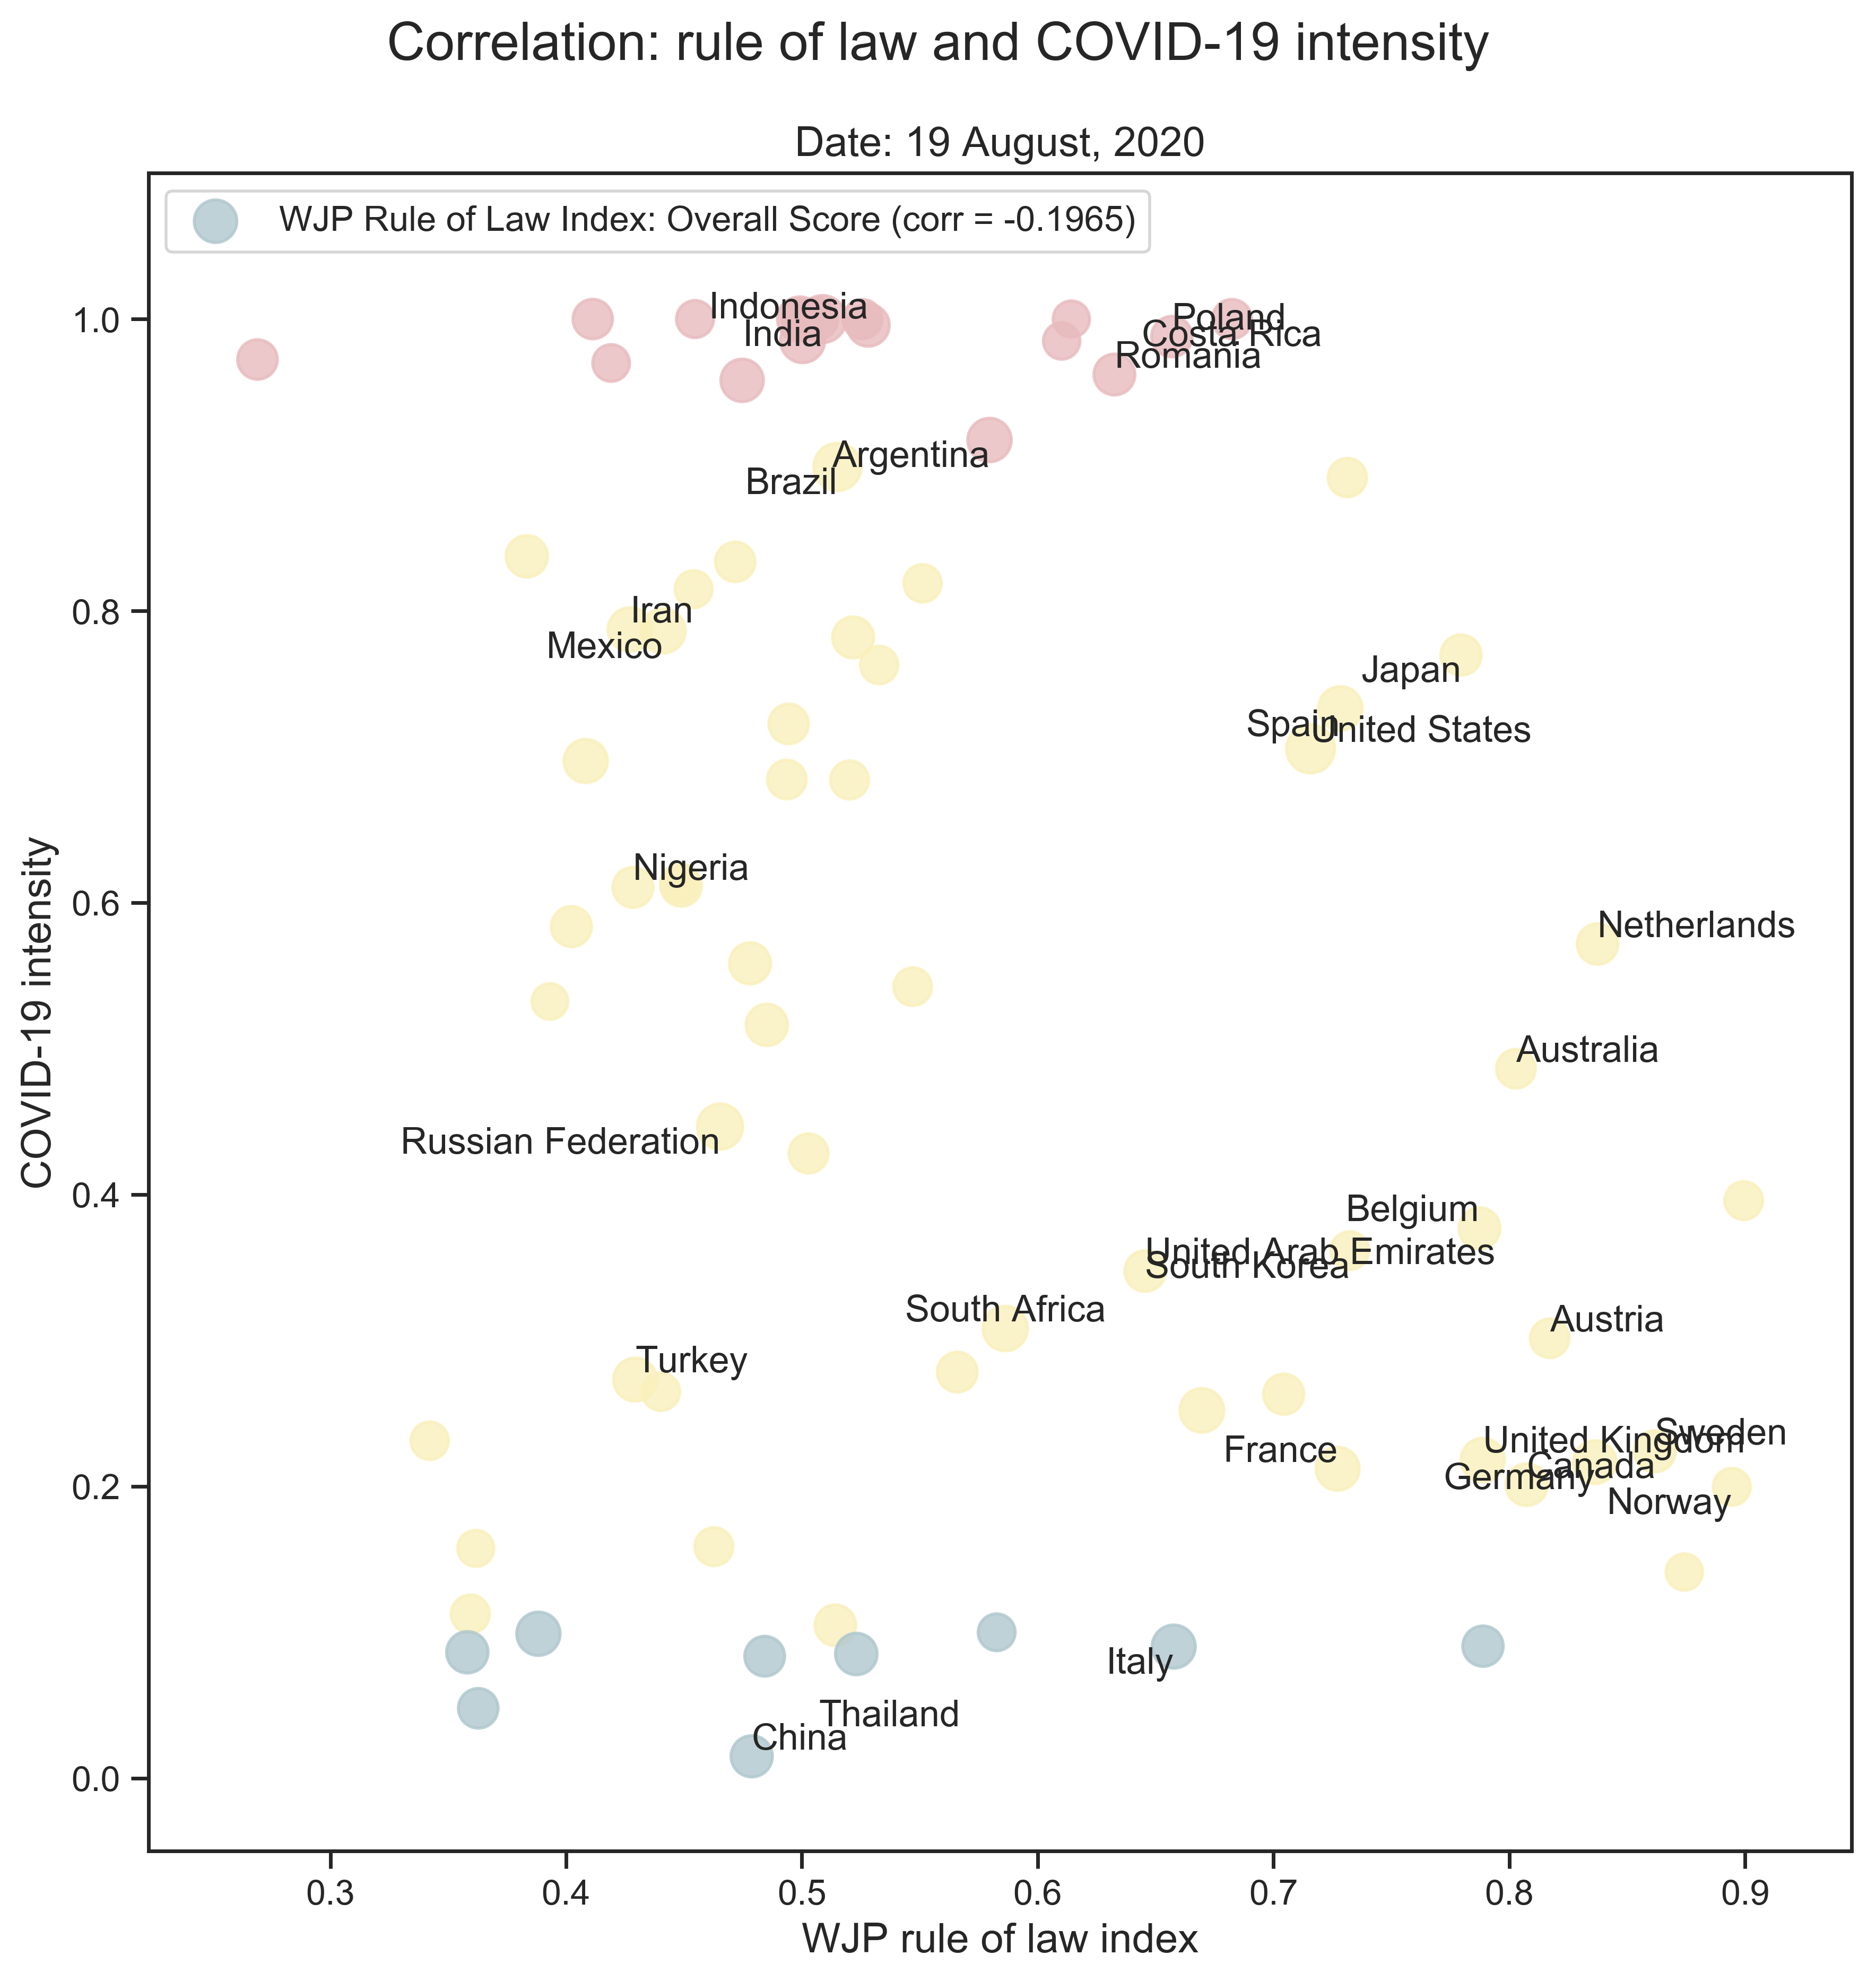 Correlation: rule of law and COVID-19 intensity
Date: 19 August, 2020
WJP Rule of Law Index: Overall Score (corr = -0.1965)
1.0
Indonesia
Poland
India
Costa Rica
Romania
Argentina
Brazil
0.8
Iran
Mexico
Japan
Spain
United States
COVID-19 intensity
Nigeria
0.6
Netherlands
Australia
Russian Federation
0.4
Belgium
United Arab Emirates
South Korea
South Africa
Austria
Turkey
Sweden
United Kingdom
France
Canada
Germany
0.2
Norway
Italy
Thailand
China
0.0
0.3
0.4
0.5
0.6
0.7
0.8
0.9
WJP rule of law index